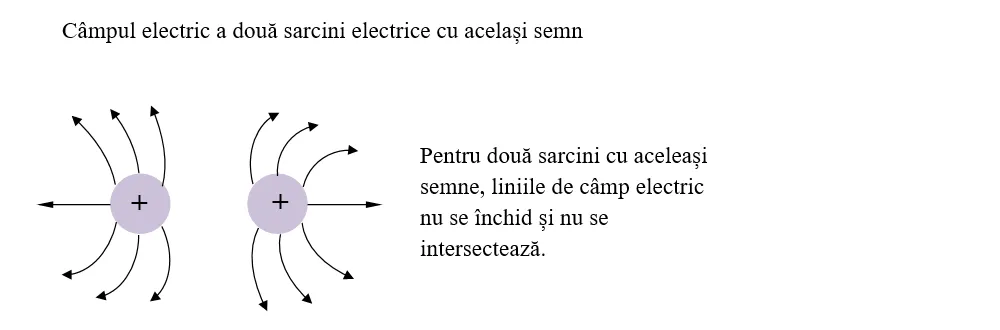 Câmpul electric a două sarcini electrice cu același semn
+
+
Pentru două sarcini cu aceleași
semne, liniile de câmp electric
nu se închid și nu se
intersectează.